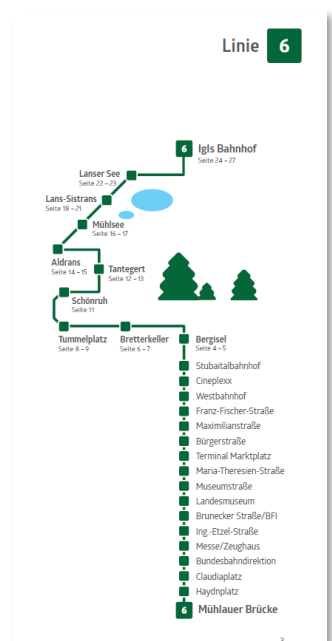 Linie 6
6 Igls Bahnhof
Seite 24 – 27
Lanser See
Seite 22 – 23
Lans-Sistrans
Seite 18 – 21
Mühlsee
Seite 16 – 17
Aldrans
Seite 14 – 15
Tantegert
Seite 12 – 13
Schönruh
Seite 11
Tummelplatz
Seite 8 – 9
Bretterkeller
Seite 6 – 7
Bergisel
Seite 4 – 5
Stubaitalbahnhof
Cineplexx
Westbahnhof
Franz-Fischer-Straße
Maximilianstraße
Bürgerstraße
Terminal Marktplatz
Maria-Theresien-Straße
Museumstraße
Landesmuseum
Brunecker Straße/BFI
Ing.-Etzel-Straße
Messe/Zeughaus
Bundesbahndirektion
Claudiaplatz
Haydnplatz
6 Mühlauer Brücke
3